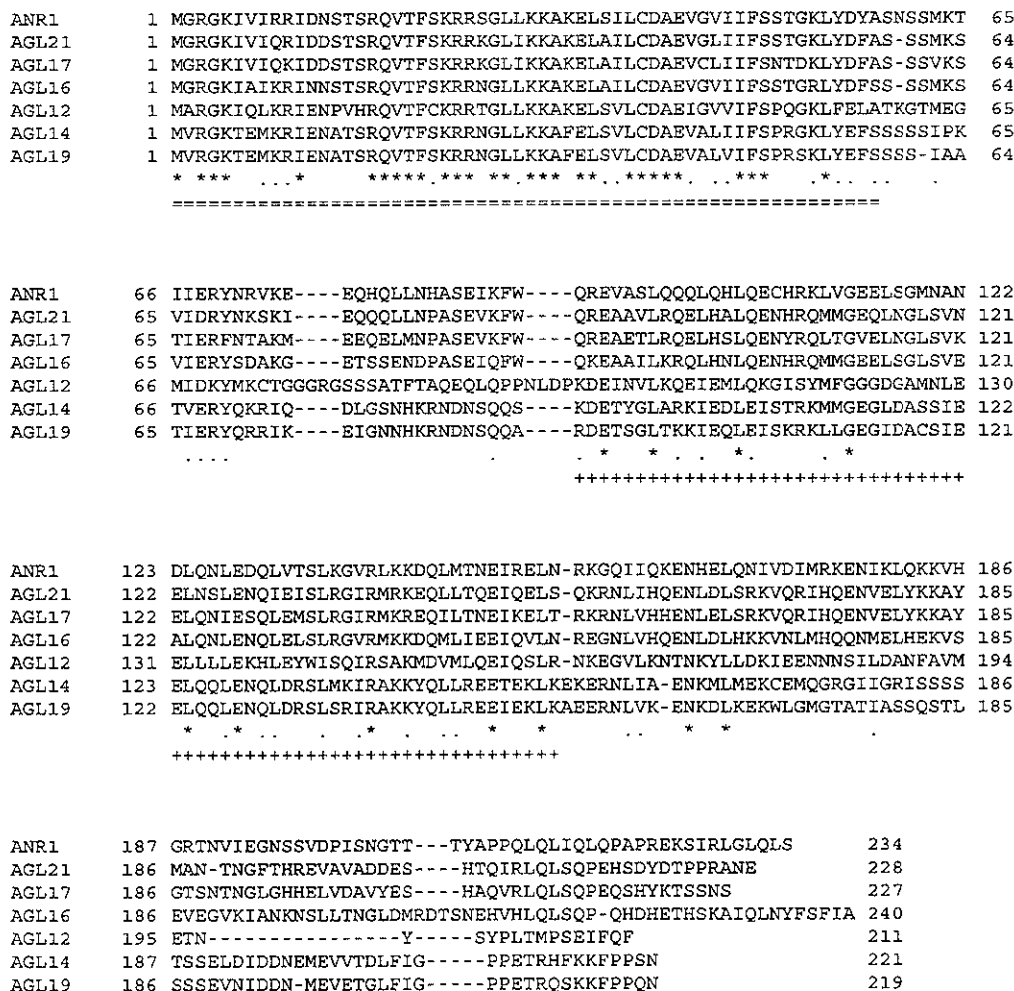 ANR1 1 MGRGKIVIRRIDNSTSRQVTFSKRRSGLLKKAKELSILCDAEVGVIIFSSTGKLYDYASNSSMKT 65
AGL21 1 MGRGKIVIQRIDDSTSRQVTFSKRRKGLIKKAKELAILCDAEVGLIIFSSTGKLYDFAS-SSMKS 64
AGL17 1 MGRGKIVIQKIDDSTSRQVTFSKRRKGLIKKAKELAILCDAEVCLIIFSNTDKLYDFAS-SSVKS 64
AGL16 1 MGRGKIAIKRINNSTSRQVTFSKRRNGLLKKAKELAILCDAEVGVIIFSSTGRLYDFSS-SSMKS 64
AGL12 1 MARGKIQLKRIENPVHRQVTFCKRRTGLLKKAKELSVLCDAEIGVVIFSPQGKLFELATKGTMEG 65
AGL14 1 MVRGKTEMKRIENATSRQVTFSKRRNGLLKKAFELSVLCDAEVALIIFSPRGKLYEFSSSSSIPK 65
AGL19 1 MVRGKTEMKRIENATSRQVTFSKRRNGLLKKAFELSVLCDAEVALVIFSPRSKLYEFSSSS-IAA 64
* *** ...* *****.*** **.*** **..*****. ..*** *.. . .
==========================================================
ANR1 66 IIERYNRVKE----EQHQLLNHASEIKFW----QREVASLQQQLQHLQECHRKLVGEELSGMNAN 122
AGL21 65 VIDRYNKSKI----EQQQLLNPASEVKFW----QREAAVLRQELHALQENHRQMMGEQLNGLSVN 121
AGL17 65 TIERFNTAKM----EEQELMNPASEVKFW----QREAETLRQELHSLQENYRQLTGVELNGLSVK 121
AGL16 65 VIERYSDAKG----ETSSENDPASEIQFW----QKEAAILKRQLHNLQENHRQMMGEELSGLSVE 121
AGL12 66 MIDKYMKCTGGGRGSSSATFTAQEQLQPPNLDPKDEINVLKQEIEMLQKGISYMFGGGDGAMNLE 130
AGL14 66 TVERYQKRIQ----DLGSNHKRNDNSQQS----KDETYGLARKIEDLEISTRKMMGEGLDASSIE 122
AGL19 65 TIERYQRRIK----EIGNNHKRNDNSQQA----RDETSGLTKKIEQLEISKRKLLGEGIDACSIE 121
.... . . * * . *. . *
++++++++++++++++++++++++++++++++
ANR1 123 DLQNLEDQLVTSLKGVRLKKDQLMTNEIRELN-RKGQIIQKENHELQNIVDIMRKENIKLQKKVH 186
AGL21 122 ELNSLENQIEISLRGIRMRKEQLLTQEIQELS-QKRNLIHQENLDLSRKVQRIHQENVELYKKAY 185
AGL17 122 ELQNIESQLEMSLRGIRMKREQILTNEIKELT-RKRNLVHHENLELSRKVQRIHQENVELYKKAY 185
AGL16 122 ALQNLENQLELSLRGVRMKKDQMLIEEIQVLN-REGNLVHQENLDLHKKVNLMHQQNMELHEKVS 185
AGL12 131 ELLLLEKHLEYWISQIRSAKMDVMLQEIQSLR-NKEGVLKNTNKYLLDKIEENNNSILDANFAVM 194
AGL14 123 ELQQLENQLDRSLMKIRAKKYQLLREETEKLKEKERNLIA-ENKMLMEKCEMQGRGIIGRISSSS 186
AGL19 122 ELQQLENQLDRSLSRIRAKKYQLLREEIEKLKAEERNLVK-ENKDLKEKWLGMGTATIASSQSTL 185
* .* .. . .* . .. * * .. * * .
++++++++++++++++++++++++++++++++
ANR1 187 GRTNVIEGNSSVDPISNGTT---TYAPPQLQLIQLQPAPREKSIRLGLQLS 234
AGL21 186 MAN-TNGFTHREVAVADDES---HTQIRLQLSQPEHSDYDTPPRANE 228
AGL17 186 GTSNTNGLGHHELVDAVYES---HAQVRLQLSQPEQSHYKTSSNS 227
AGL16 186 EVEGVKIANKNSLLTNGLDMRDTSNEHVHLQLSQP-QHDHETHSKAIQLNYFSFIA 240
AGL12 195 ETN----------------Y-----SYPLTMPSEIFQF 211
AGL14 187 TSSELDIDDNEMEVVTDLFIG-----PPETRHFKKFPPSN 221
AGL19 186 SSSEVNIDDN-MEVETGLFIG-----PPETRQSKKFPPQN 219